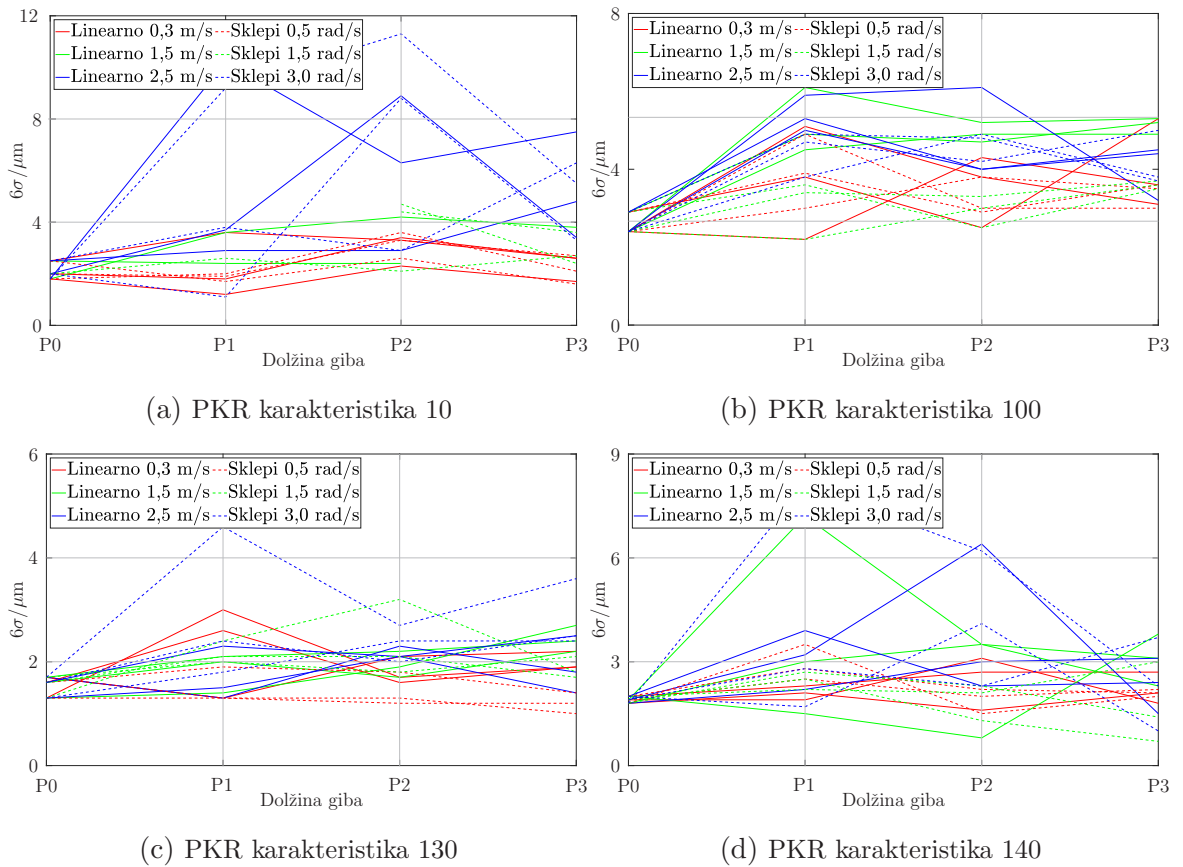 12
8
4
0
6σ/μm
Linearno 0,3 m/s
Sklepi 0,5 rad/s
Linearno 1,5 m/s
Sklepi 1,5 rad/s
Linearno 2,5 m/s
Sklepi 3,0 rad/s
P0
P1
P2
P3
Dolžina giba
(a) PKR karakteristika 10
8
4
0
6σ/μm
Linearno 0,3 m/s
Sklepi 0,5 rad/s
Linearno 1,5 m/s
Sklepi 1,5 rad/s
Linearno 2,5 m/s
Sklepi 3,0 rad/s
P0
P1
P2
P3
Dolžina giba
(b) PKR karakteristika 100
6
4
2
0
6σ/μm
Linearno 0,3 m/s
Sklepi 0,5 rad/s
Linearno 1,5 m/s
Sklepi 1,5 rad/s
Linearno 2,5 m/s
Sklepi 3,0 rad/s
P0
P1
P2
P3
Dolžina giba
(c) PKR karakteristika 130
9
6
3
0
6σ/μm
Linearno 0,3 m/s
Sklepi 0,5 rad/s
Linearno 1,5 m/s
Sklepi 1,5 rad/s
Linearno 2,5 m/s
Sklepi 3,0 rad/s
P0
P1
P2
P3
Dolžina giba
(d) PKR karakteristika 140